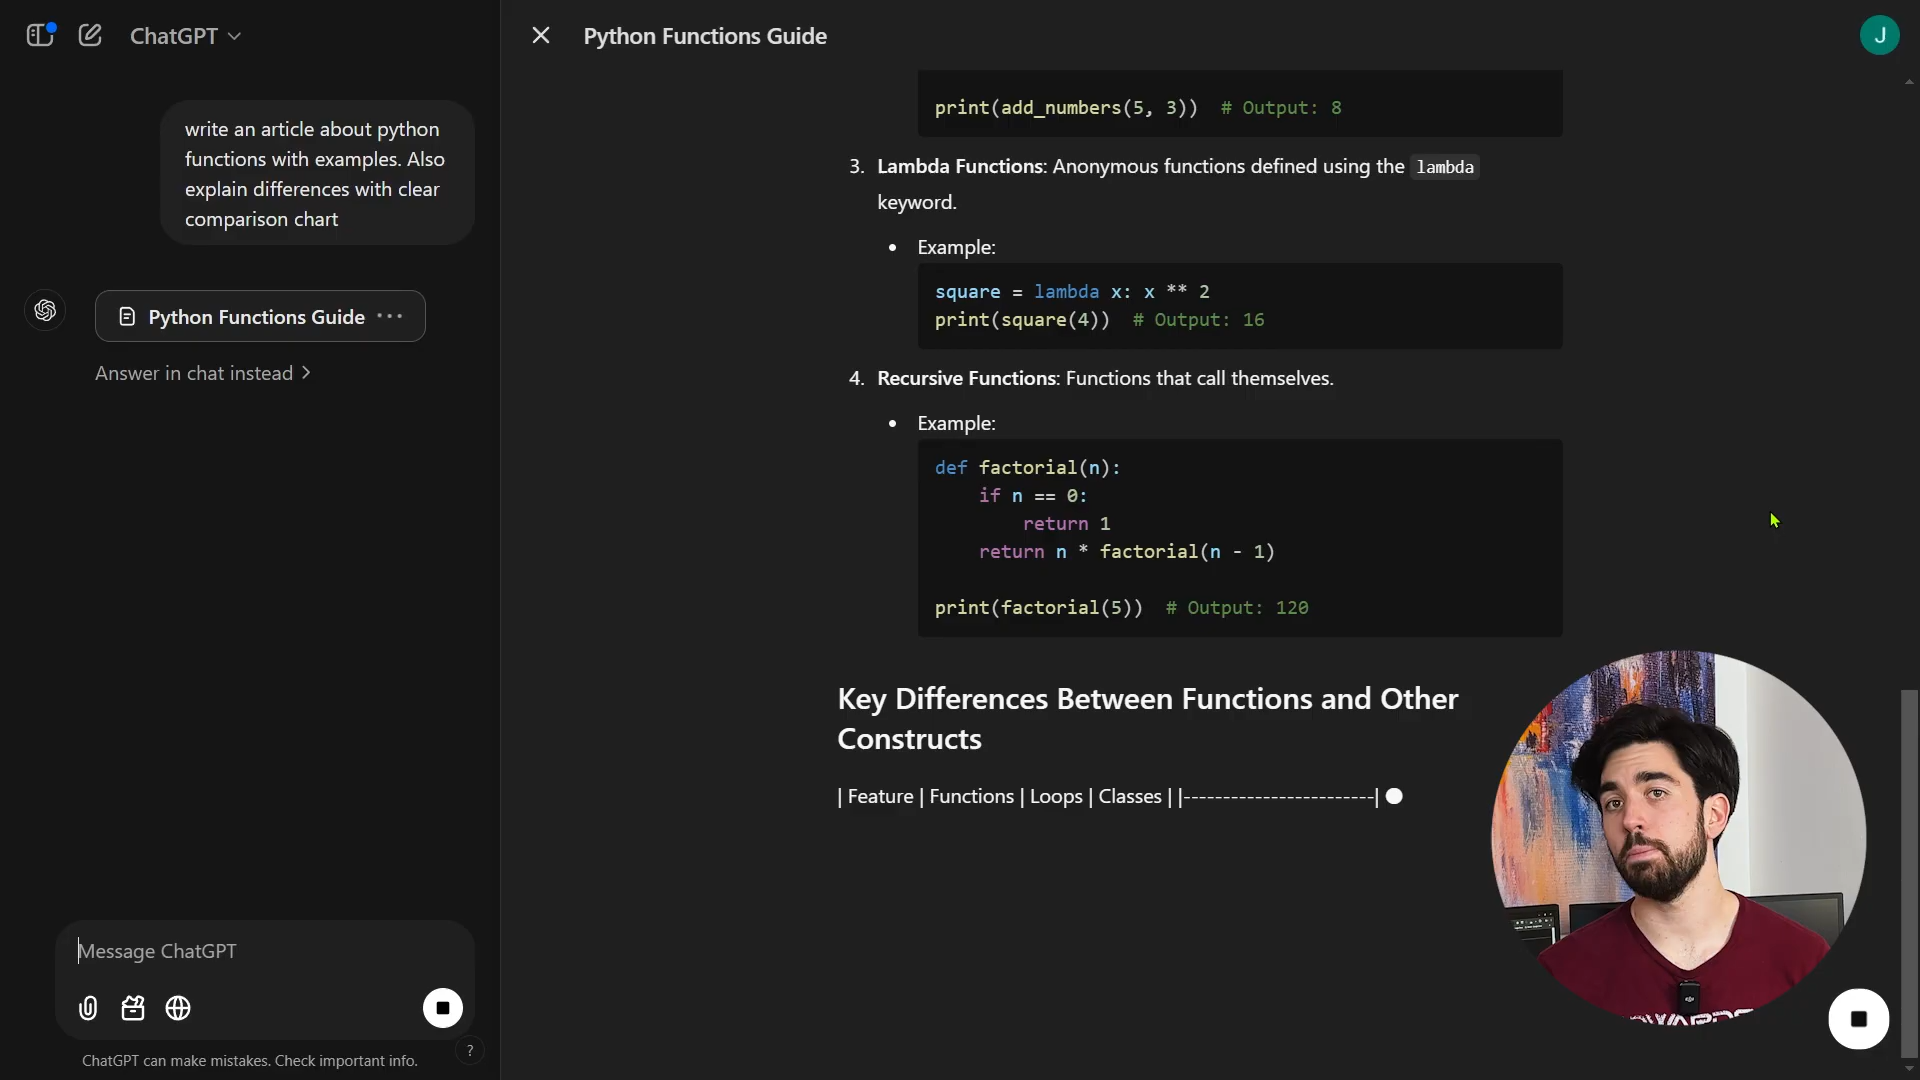 ChatGPT
write an article about python
functions with examples. Also
explain differences with clear
comparison chart
Python Functions Guide ···
Answer in chat instead >
Message ChatGPT
?
ChatGPT can make mistakes. Check important info.
Python Functions Guide
J
print(add_numbers(5, 3))  # Output: 8
3. Lambda Functions: Anonymous functions defined using the lambda
keyword.
• Example:
square = lambda x: x ** 2
print(square(4))  # Output: 16
4. Recursive Functions: Functions that call themselves.
• Example:
def factorial(n):
    if n == 0:
        return 1
    return n * factorial(n - 1)
print(factorial(5))  # Output: 120
Key Differences Between Functions and Other
Constructs
| Feature | Functions | Loops | Classes | |------------------------|